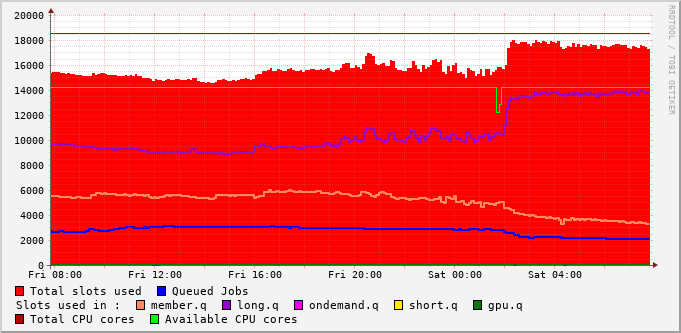 20000
18000
16000
14000
12000
10000
8000
6000
4000
2000
0
Fri 08:00 Fri 12:00 Fri 16:00 Fri 20:00 Sat 00:00 Sat 04:00
Total slots used Queued Jobs
Slots used in : member.q long.q ondemand.q short.q gpu.q
Total CPU cores Available CPU cores
RRDTOOL / TOBI OETIKER